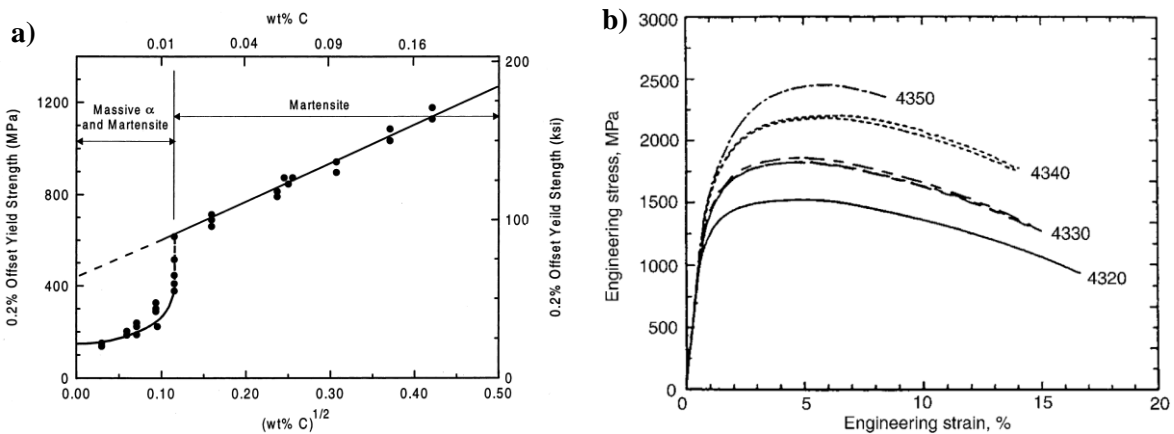 a)
wt% C
0.01 0.04 0.09 0.16
200
100
0
0.2% Offset Yeild Stength (ksi)
1200
800
400
0
0.2% Offset Yield Strength (MPa)
Massive α
and Martensite
Martensite
0.00 0.10 0.20 0.30 0.40 0.50
(wt% C)1/2
b)
3000
2500
2000
1500
1000
500
0
Engineering stress, MPa
4350
4340
4330
4320
0 5 10 15 20
Engineering strain, %